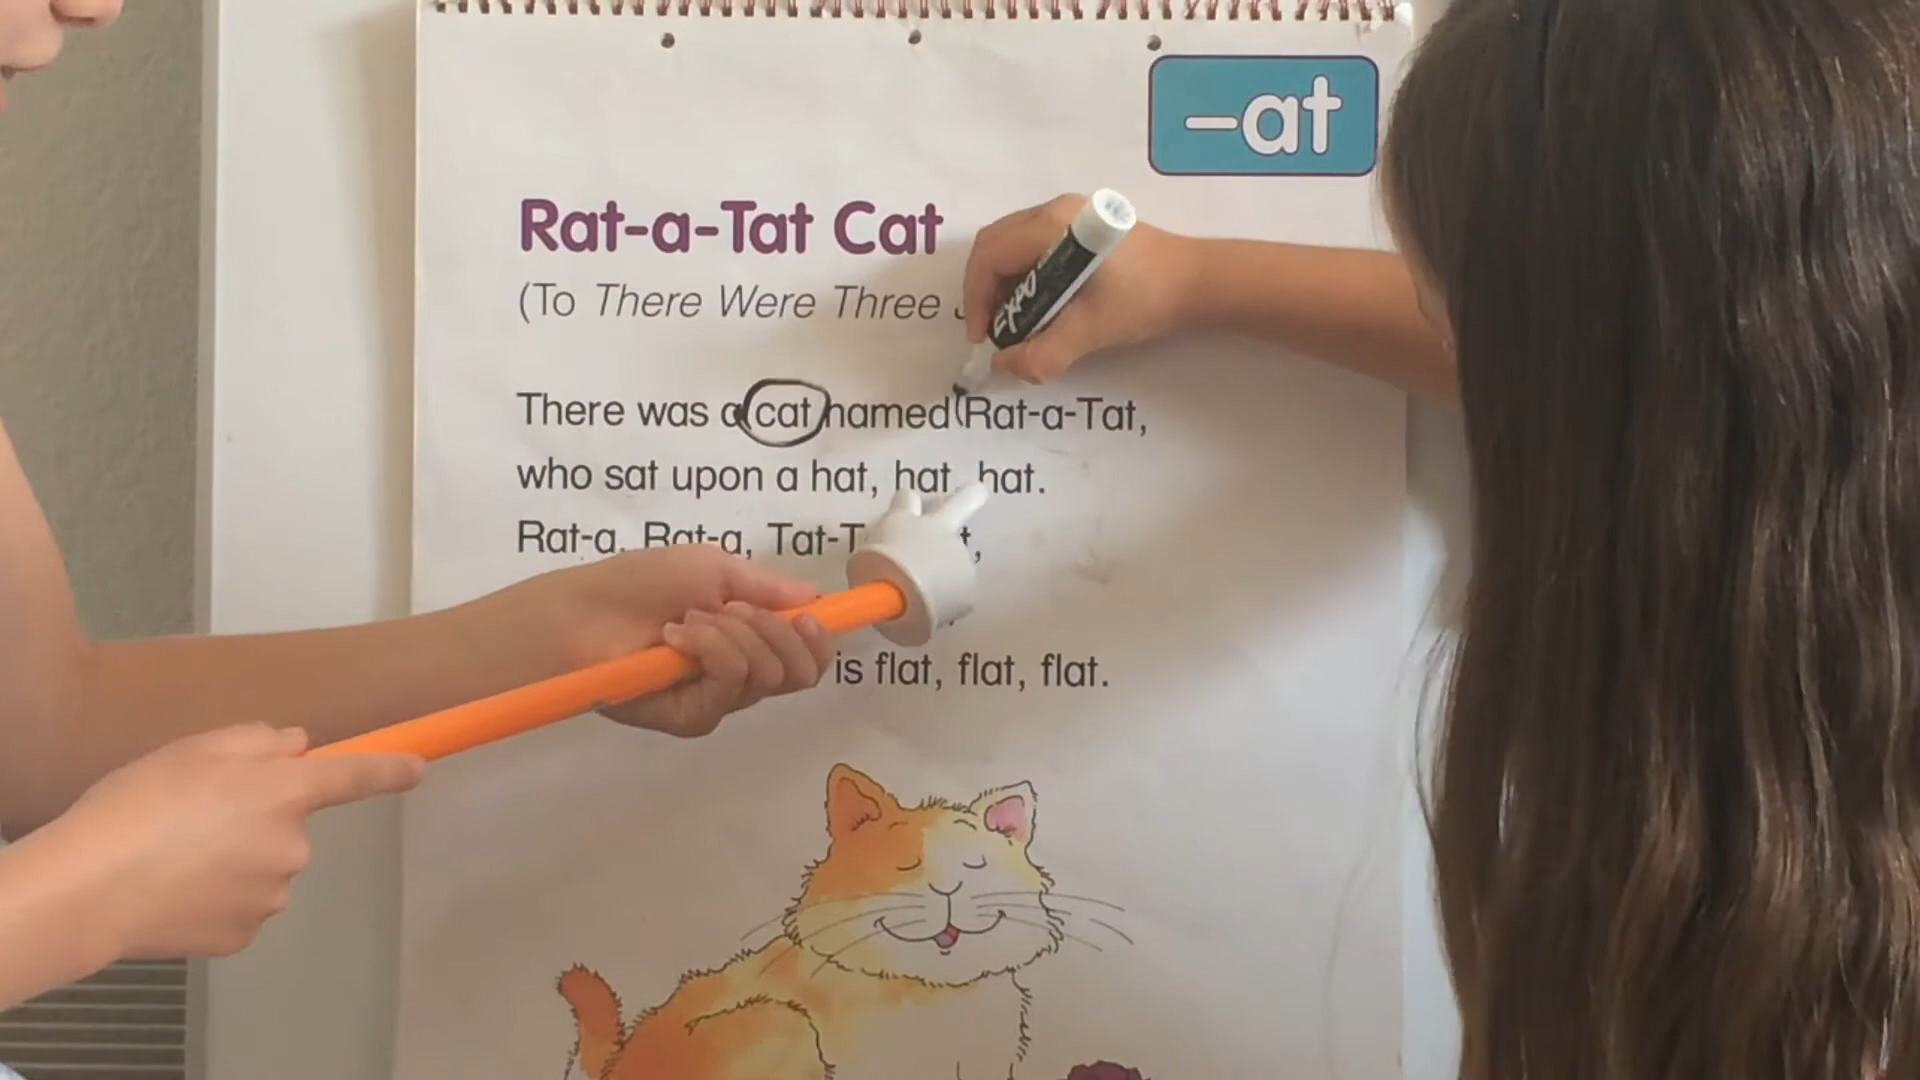 -at
Rat-a-Tat Cat
(To There Were Three
EXPO
There was a cat named Rat-a-Tat,
who sat upon a hat, hat, hat.
Rat-a, Rat-a,
is flat, flat, flat.